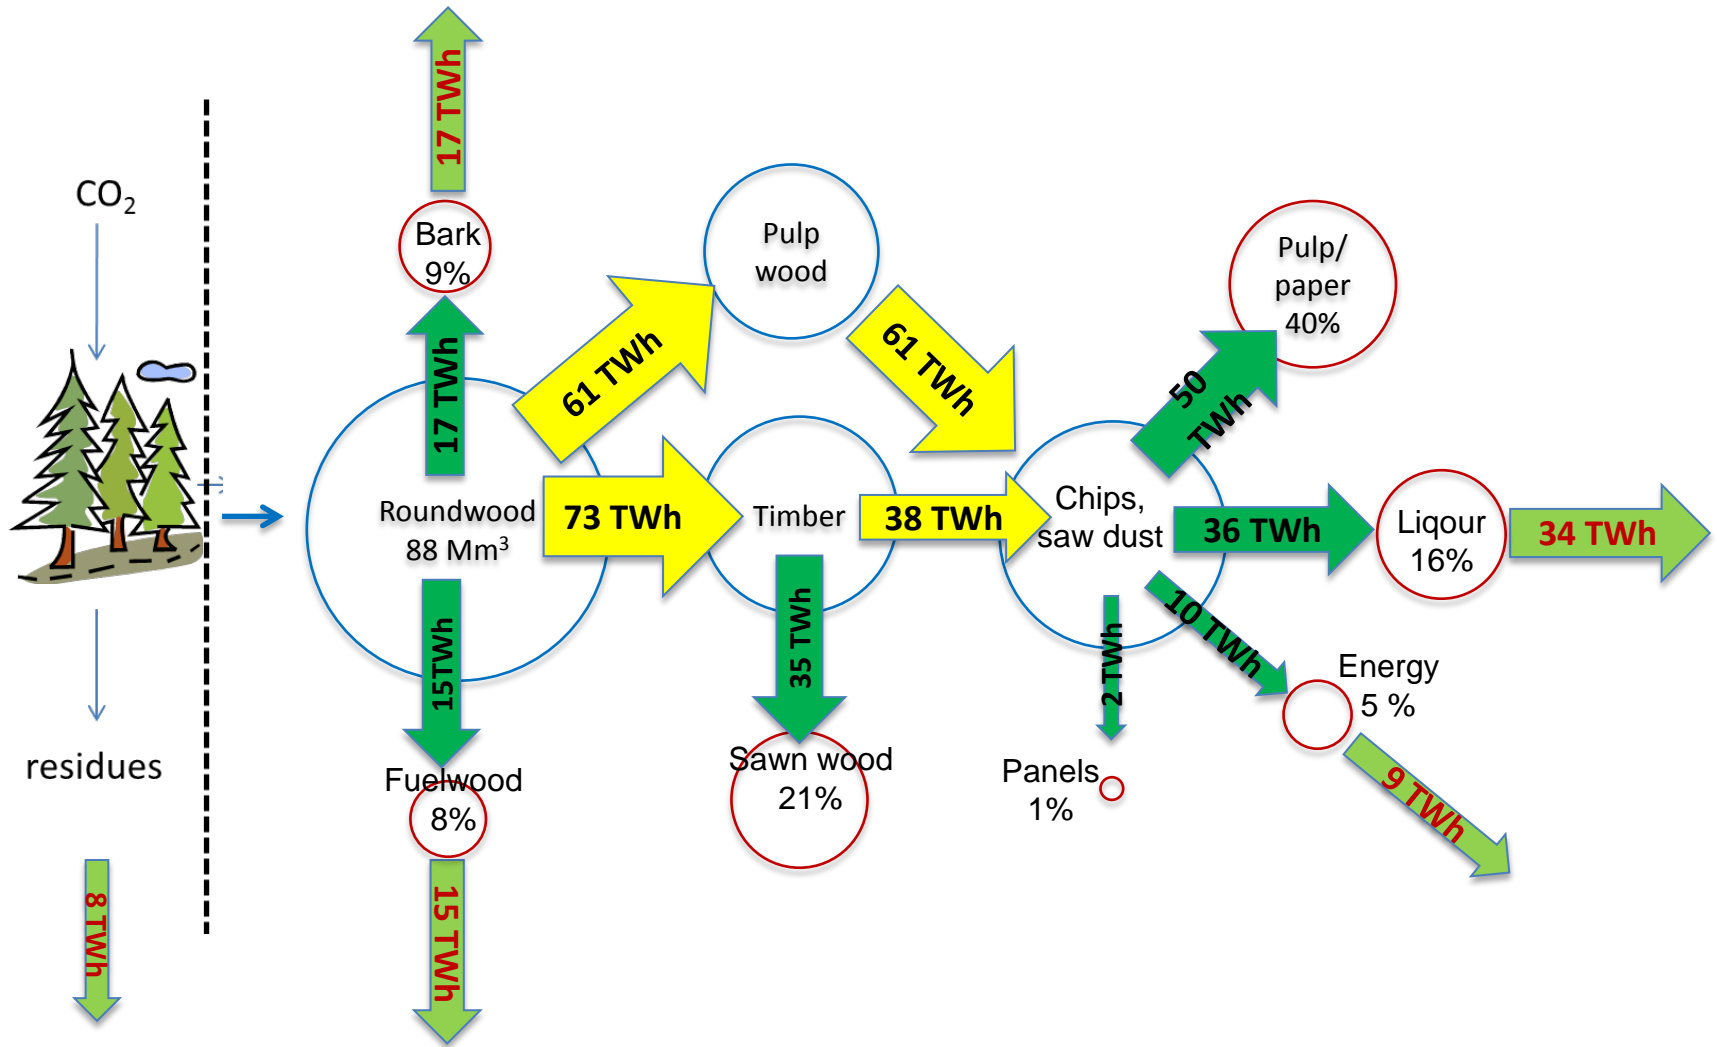 17 TWh
CO₂
Bark
9%
17 TWh
61 TWh
Pulp
wood
61 TWh
Pulp/
paper
40%
50
TWh
Roundwood
88 Mm³
73 TWh
Timber
38 TWh
Chips,
saw dust
36 TWh
Liqour
16%
34 TWh
15TWh
35 TWh
2 TWh
10 TWh
Energy
5 %
residues
Fuelwood
8%
Sawn wood
21%
Panels
1%
9 TWh
8 TWh
15 TWh